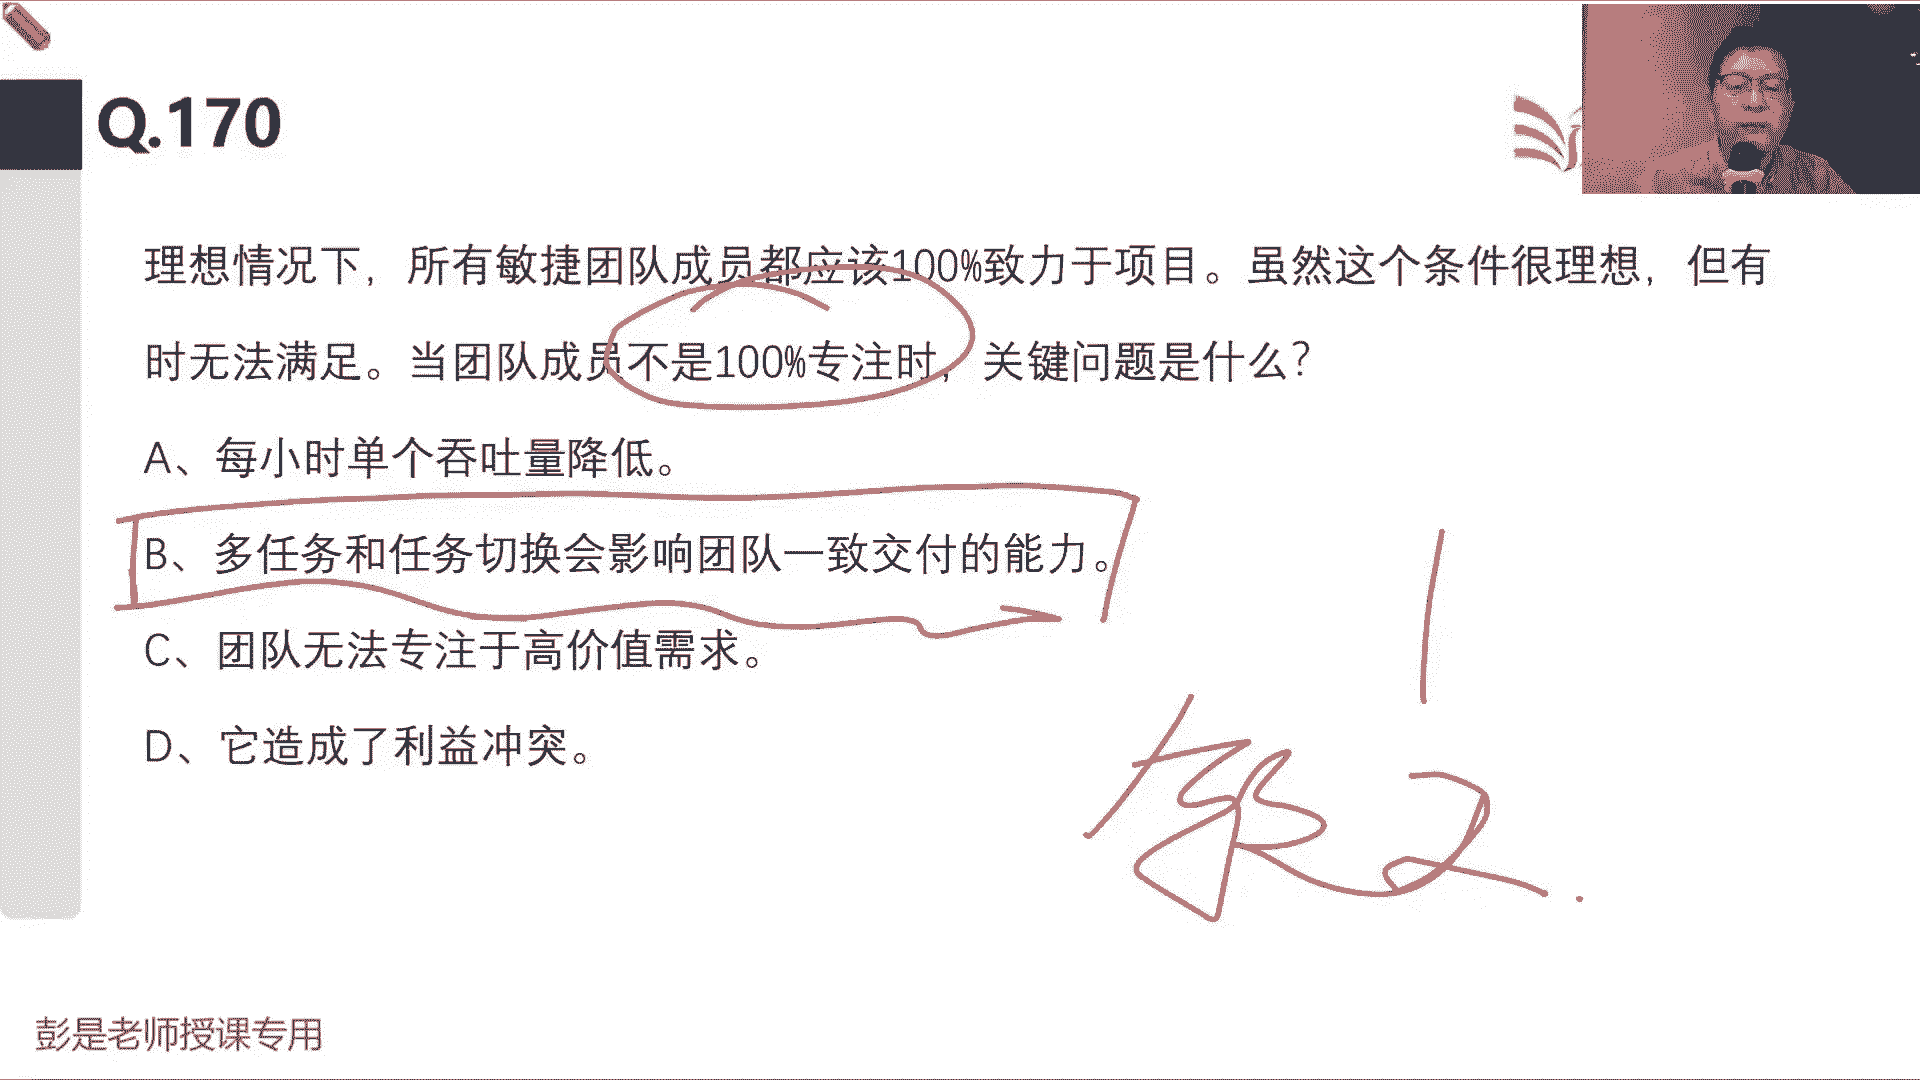 Q.170
理想情况下，所有敏捷团队成员都应该100%致力于项目。虽然这个条件很理想，但有
时无法满足。当团队成员不是100%专注时，关键问题是什么?
A、每小时单个吞吐量降低。
B、多任务和任务切换会影响团队一致交付的能力。
C、团队无法专注于高价值需求。
D、它造成了利益冲突。
彭是老师授课专用